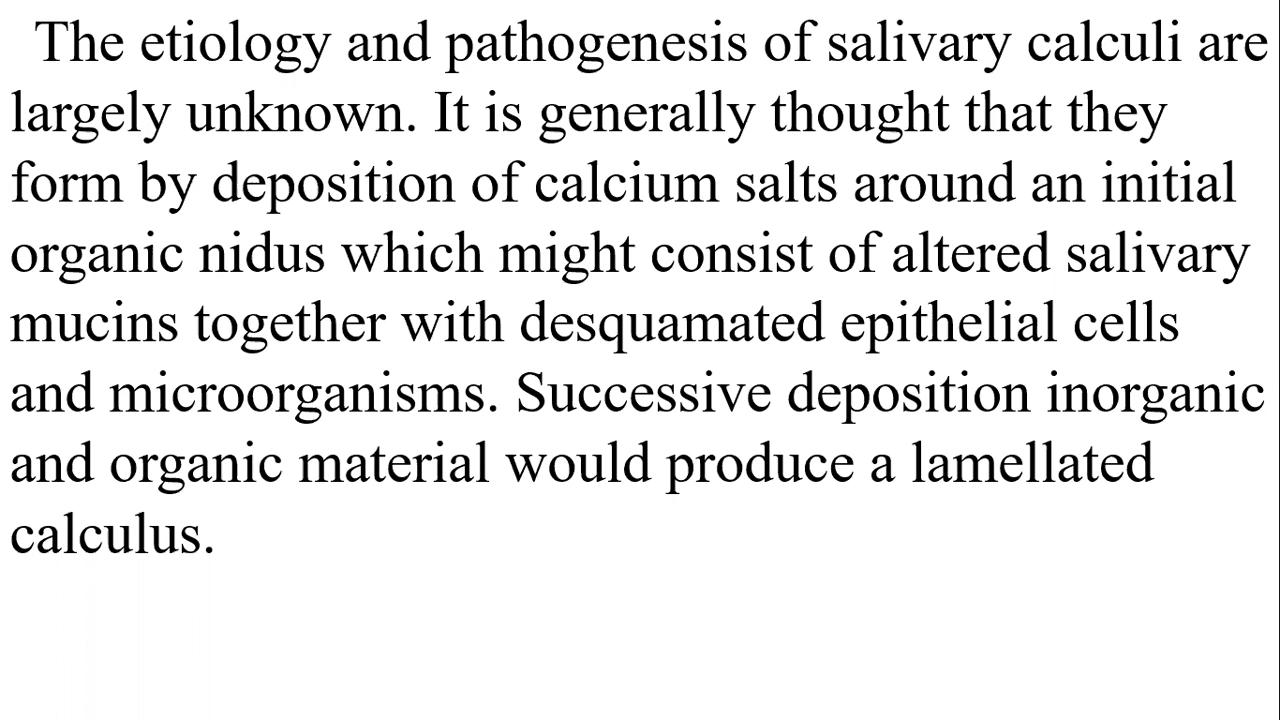 The etiology and pathogenesis of salivary calculi are
largely unknown. It is generally thought that they
form by deposition of calcium salts around an initial
organic nidus which might consist of altered salivary
mucins together with desquamated epithelial cells
and microorganisms. Successive deposition inorganic
and organic material would produce a lamellated
calculus.